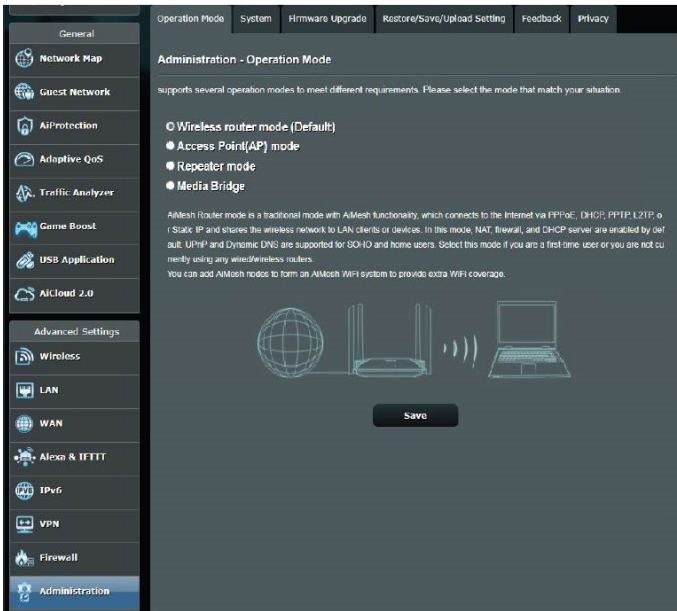 Operation Mode System Firmware Upgrade Restore/Save/Upload Setting Feedback Privacy
General
Network Map
Guest Network
AiProtection
Adaptive QoS
Traffic Analyzer
Game Boost
USB Application
AiCloud 2.0
Advanced Settings
Wireless
LAN
WAN
Alexa & IFTTT
IPv6
VPN
Firewall
Administration
Administration - Operation Mode
supports several operation modes to meet different requirements. Please select the mode that match your situation.
Wireless router mode (Default)
Access Point(AP) mode
Repeater mode
Media Bridge
AiMesh Router mode is a traditional mode with AiMesh functionality, which connects to the Internet via PPPoE, DHCP, PPTP, L2TP, o
r Static IP and shares the wireless network to LAN clients or devices. In this mode, NAT, firewall, and DHCP server are enabled by def
ault. UPnP and Dynamic DNS are supported for SOHO and home users. Select this mode if you are a first-time user or you are not cu
rrently using any wired/wireless routers.
You can add AiMesh nodes to form an AiMesh WiFi system to provide extra WiFi coverage.
Save